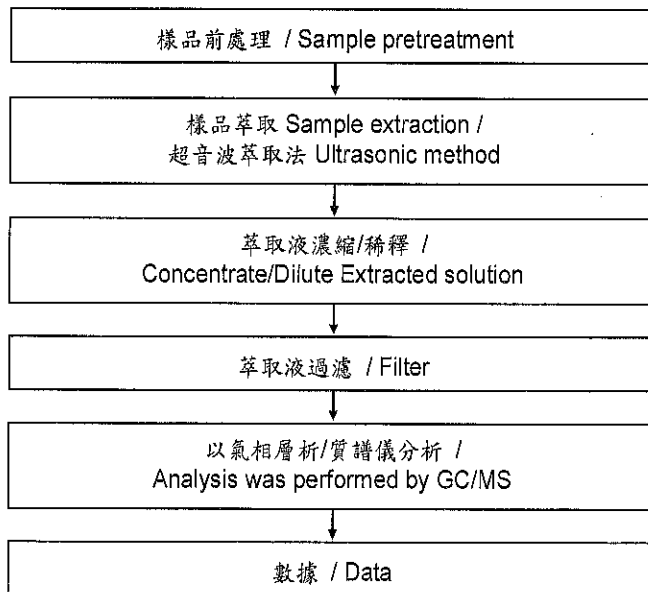 樣品前處理 / Sample pretreatment
樣品萃取 Sample extraction /
超音波萃取法 Ultrasonic method
萃取液濃縮/稀釋 /
Concentrate/Dilute Extracted solution
萃取液過濾 / Filter
以氣相層析/質譜儀分析 /
Analysis was performed by GC/MS
數據 / Data